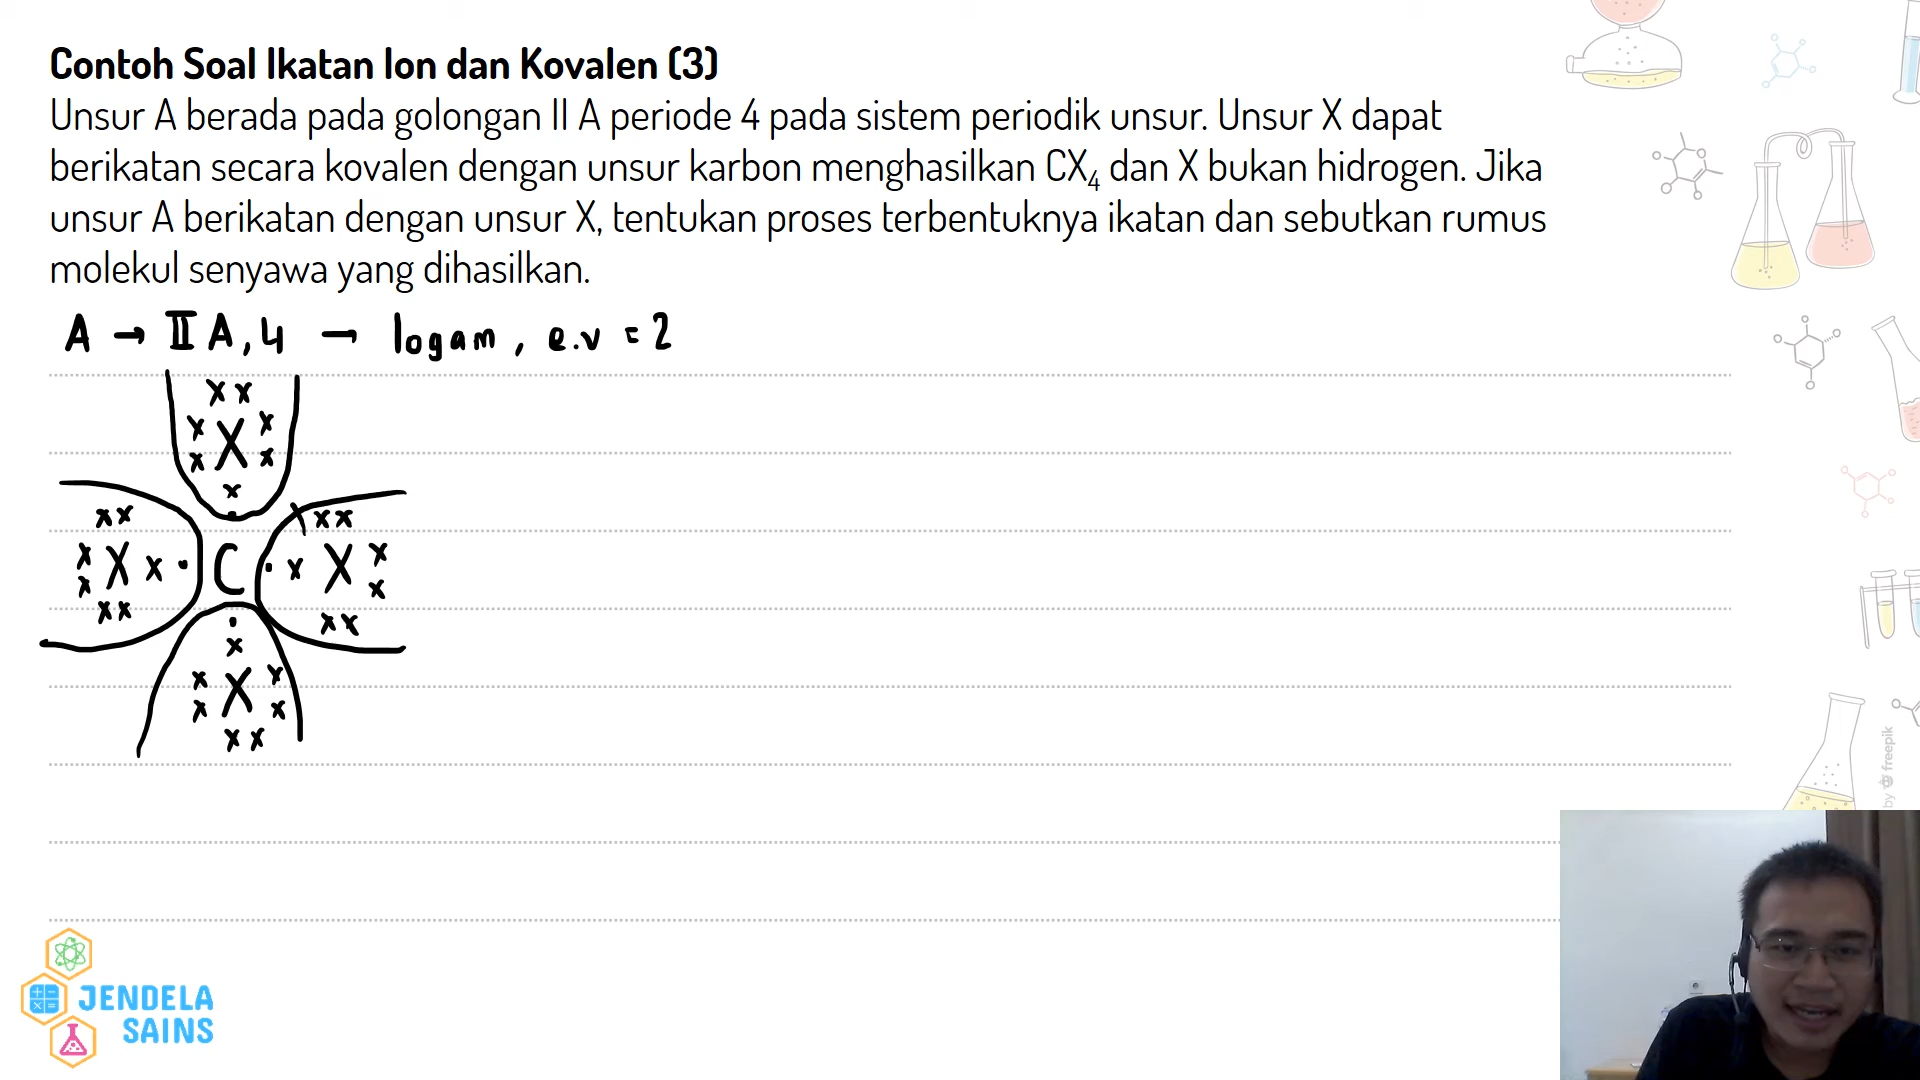 Contoh Soal Ikatan Ion dan Kovalen (3)
Unsur A berada pada golongan II A periode 4 pada sistem periodik unsur. Unsur X dapat
berikatan secara kovalen dengan unsur karbon menghasilkan CX₄ dan X bukan hidrogen. Jika
unsur A berikatan dengan unsur X, tentukan proses terbentuknya ikatan dan sebutkan rumus
molekul senyawa yang dihasilkan.
A → II A, 4 → logam, e.v = 2
x x
x X x
x x
x
x x x x
x X x · C · x X x
x x
x x x x
·
x
x X x
x x
x x
by freepik
JENDELA
SAINS